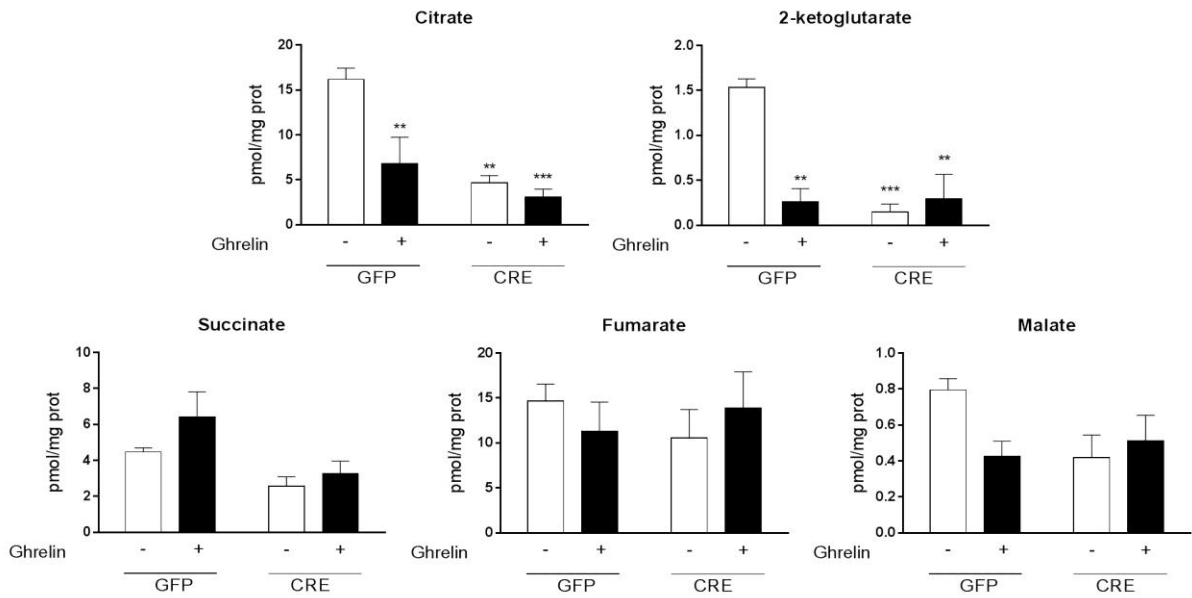 Citrate
20
15
10
5
0
pmol/mg prot
**
**
***
Ghrelin - + - +
GFP CRE
2-ketoglutarate
2.0
1.5
1.0
0.5
0.0
pmol/mg prot
**
***
**
Ghrelin - + - +
GFP CRE
Succinate
10
8
6
4
2
0
pmol/mg prot
Ghrelin - + - +
GFP CRE
Fumarate
20
15
10
5
0
pmol/mg prot
Ghrelin - + - +
GFP CRE
Malate
1.0
0.8
0.6
0.4
0.2
0.0
pmol/mg prot
Ghrelin - + - +
GFP CRE